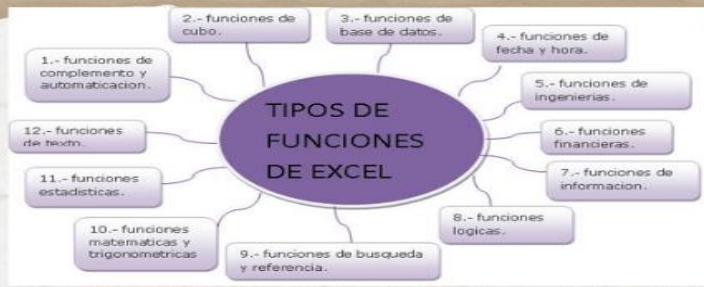 TIPOS DE
FUNCIONES
DE EXCEL
1.- funciones de
complemento y
automaticacion.
2.- funciones de
cubo.
3.- funciones de
base de datos.
4.- funciones de
fecha y hora.
5.- funciones de
ingenierias.
6.- funciones
financieras.
7.- funciones de
informacion.
8.- funciones
logicas.
9.- funciones de busqueda
y referencia.
10.- funciones
matematicas y
trigonometricas
11.- funciones
estadisticas.
12.- funciones
de texto.